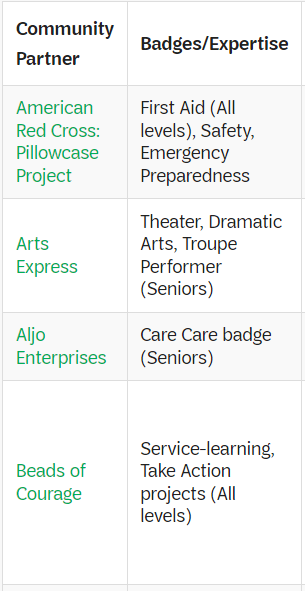 Community
Partner
Badges/Expertise
American
Red Cross:
Pillowcase
Project
First Aid (All
levels), Safety,
Emergency
Preparedness
Arts
Express
Theater, Dramatic
Arts, Troupe
Performer
(Seniors)
Aljo
Enterprises
Care Care badge
(Seniors)
Beads of
Courage
Service-learning,
Take Action
projects (All
levels)